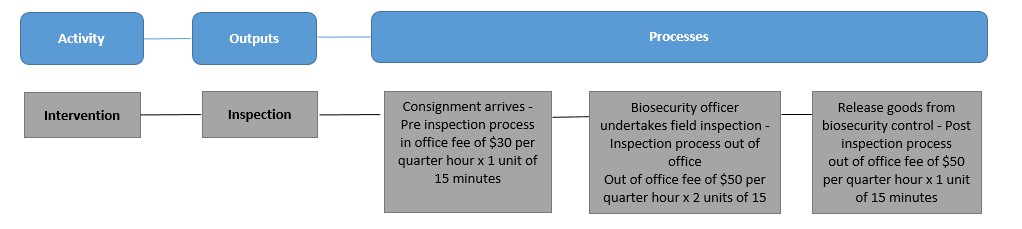 Activity
Outputs
Processes
Intervention
Inspection
Consignment arrives -
Pre inspection process
in office fee of $30 per
quarter hour x 1 unit of
15 minutes
Biosecurity officer
undertakes field inspection -
Inspection process out of
office
Out of office fee of $50 per
quarter hour x 2 units of 15
Release goods from
biosecurity control - Post
inspection process
out of office fee of $50
per quarter hour x 1 unit
of 15 minutes